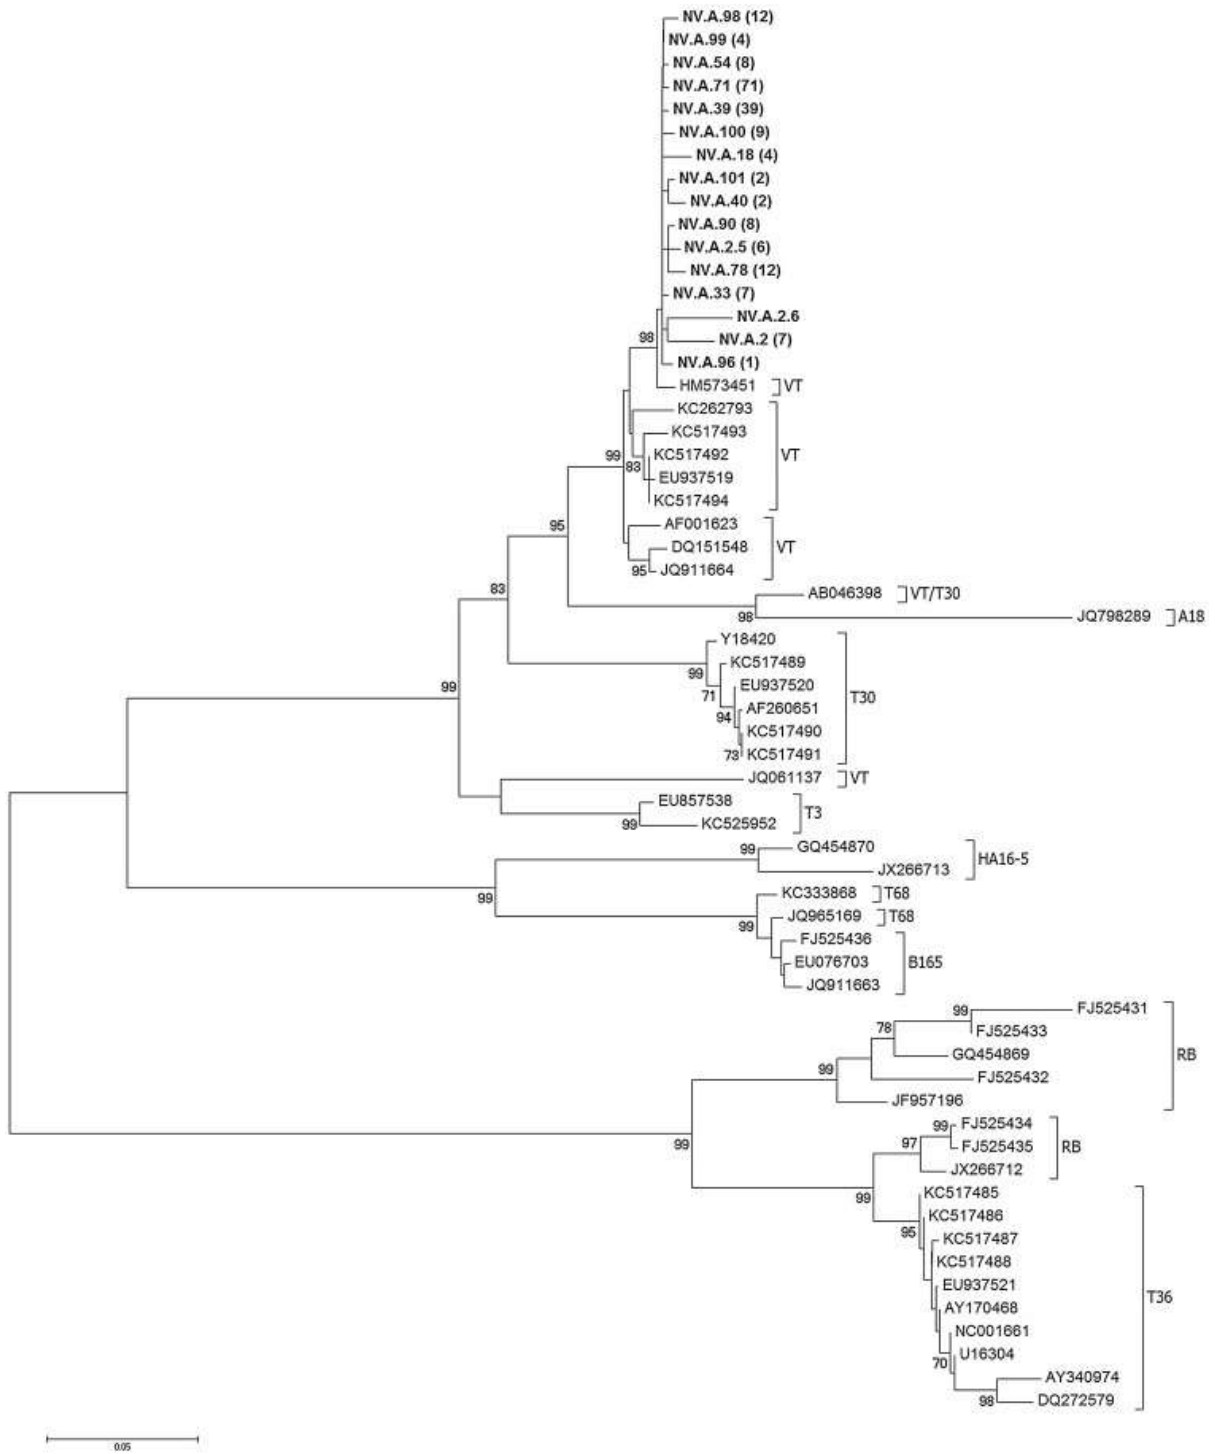 NV.A.98 (12)
NV.A.99 (4)
NV.A.54 (8)
NV.A.71 (71)
NV.A.39 (39)
NV.A.100 (9)
NV.A.18 (4)
NV.A.101 (2)
NV.A.40 (2)
NV.A.90 (8)
NV.A.2.5 (6)
NV.A.78 (12)
NV.A.33 (7)
NV.A.2.6
98
NV.A.2 (7)
NV.A.96 (1)
HM573451 VT
KC262793
KC517493
99
83
KC517492
VT
EU937519
KC517494
AF001623
95
DQ151548
VT
95
JQ911664
83
AB046398 VT/T30
98
JQ798289 A18
Y18420
99
KC517489
99
71
EU937520
T30
94
AF260651
KC517490
73
KC517491
JQ061137 VT
EU857538
T3
99
KC525952
99
GQ454870
HA16-5
JX266713
99
KC333868 T68
99
JQ965169 T68
FJ525436
EU076703
B165
JQ911663
99
FJ525431
78
FJ525433
RB
GQ454869
99
FJ525432
JF957196
99
99
FJ525434
97
FJ525435
RB
JX266712
99
KC517485
95
KC517486
KC517487
KC517488
EU937521
T36
AY170468
NC001661
70
U16304
AY340974
98
DQ272579
0.05